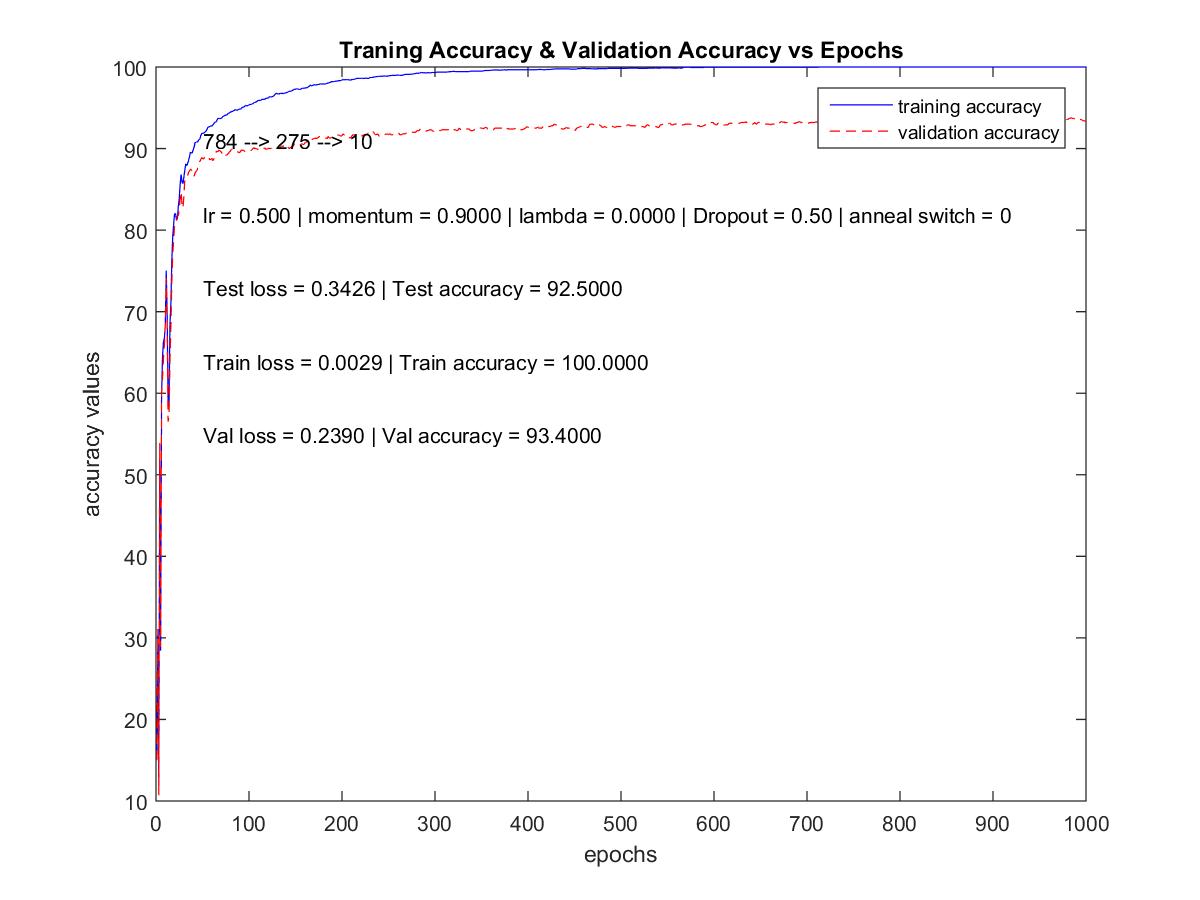 Traning Accuracy & Validation Accuracy vs Epochs
100
90
80
70
60
50
40
30
20
10
accuracy values
training accuracy
validation accuracy
784 --> 275 --> 10
lr = 0.500 | momentum = 0.9000 | lambda = 0.0000 | Dropout = 0.50 | anneal switch = 0
Test loss = 0.3426 | Test accuracy = 92.5000
Train loss = 0.0029 | Train accuracy = 100.0000
Val loss = 0.2390 | Val accuracy = 93.4000
0 100 200 300 400 500 600 700 800 900 1000
epochs